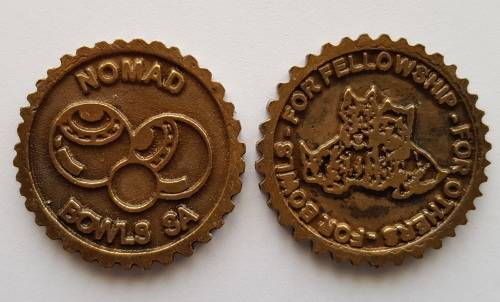 NOMAD
BOWLS SA
- FOR FELLOWSHIP - FOR OTHERS - FOR BOWLS